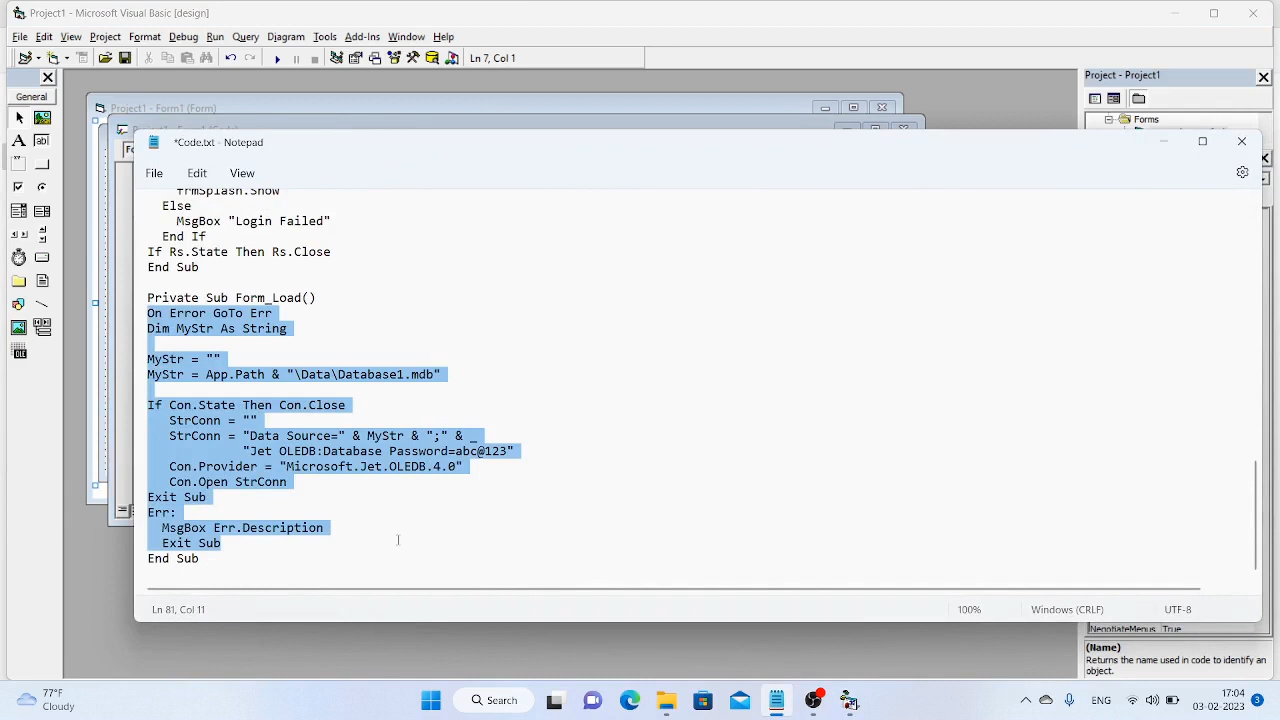 Project1 - Microsoft Visual Basic [design]
File Edit View Project Format Debug Run Query Diagram Tools Add-Ins Window Help
Ln 7, Col 1
General
Project1 - Form1 (Form)
Project - Project1
Forms
*Code.txt - Notepad
File Edit View
frmSplash.Show
Else
MsgBox "Login Failed"
End If
If Rs.State Then Rs.Close
End Sub
Private Sub Form_Load()
On Error GoTo Err
Dim MyStr As String
MyStr = ""
MyStr = App.Path & "\Data\Database1.mdb"
If Con.State Then Con.Close
StrConn = ""
StrConn = "Data Source=" & MyStr & ";" & _
"Jet OLEDB:Database Password=abc@123"
Con.Provider = "Microsoft.Jet.OLEDB.4.0"
Con.Open StrConn
Exit Sub
Err:
MsgBox Err.Description
Exit Sub
End Sub
Ln 81, Col 11
100%
Windows (CRLF)
UTF-8
NegotiateMenus True
(Name)
Returns the name used in code to identify an
object.
77°F
Cloudy
Search
ENG
17:04
03-02-2023
3